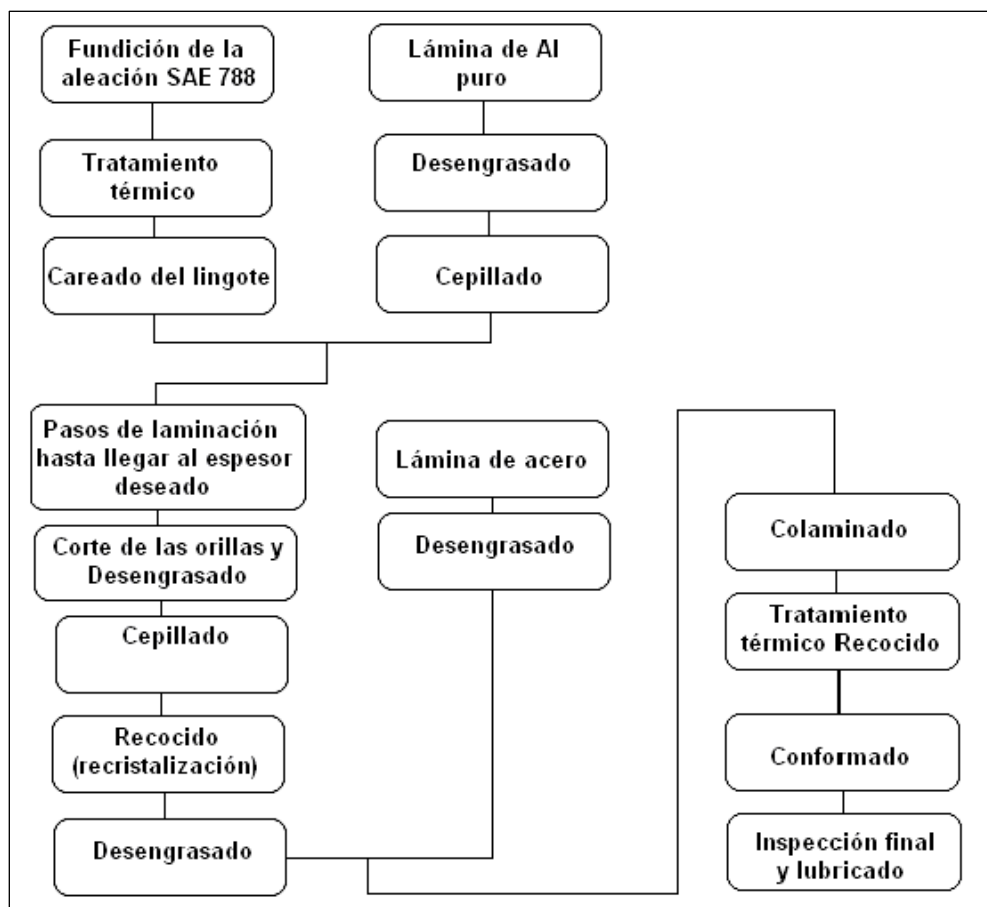 Fundición de la
aleación SAE 788
Lámina de Al
puro
Tratamiento
térmico
Desengrasado
Careado del lingote
Cepillado
Pasos de laminación
hasta llegar al espesor
deseado
Lámina de acero
Corte de las orillas y
Desengrasado
Desengrasado
Cepillado
Recocido
(recristalización)
Desengrasado
Colaminado
Tratamiento
térmico Recocido
Conformado
Inspección final
y lubricado